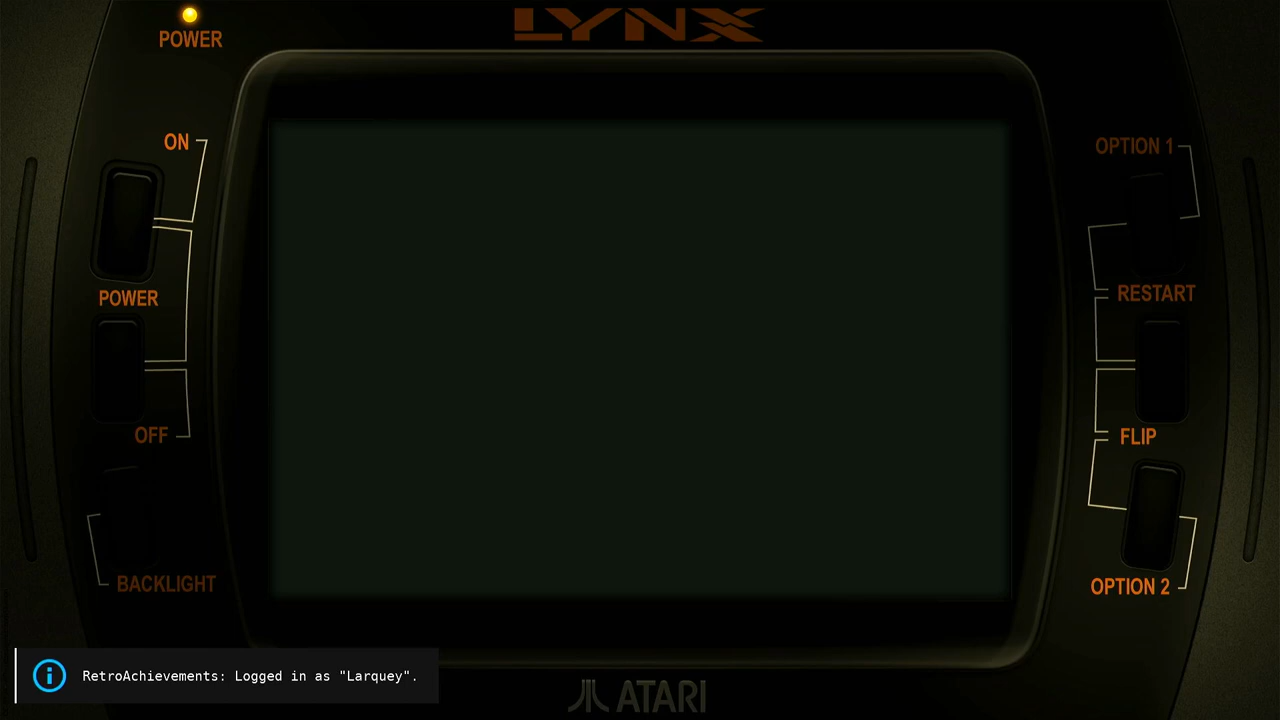 LYNX
POWER
ON
OPTION 1
RESTART
POWER
OFF
FLIP
BACKLIGHT
OPTION 2
RetroAchievements: Logged in as "Larquey".
ATARI